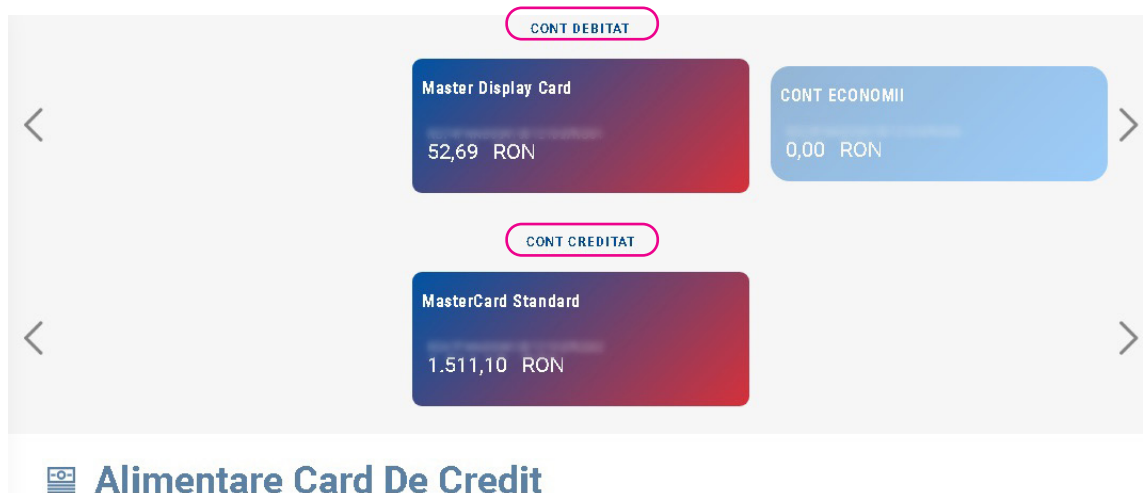 CONT DEBITAT
Master Display Card
52,69 RON
CONT ECONOMII
0,00 RON
CONT CREDITAT
MasterCard Standard
1.511,10 RON
Alimentare Card De Credit